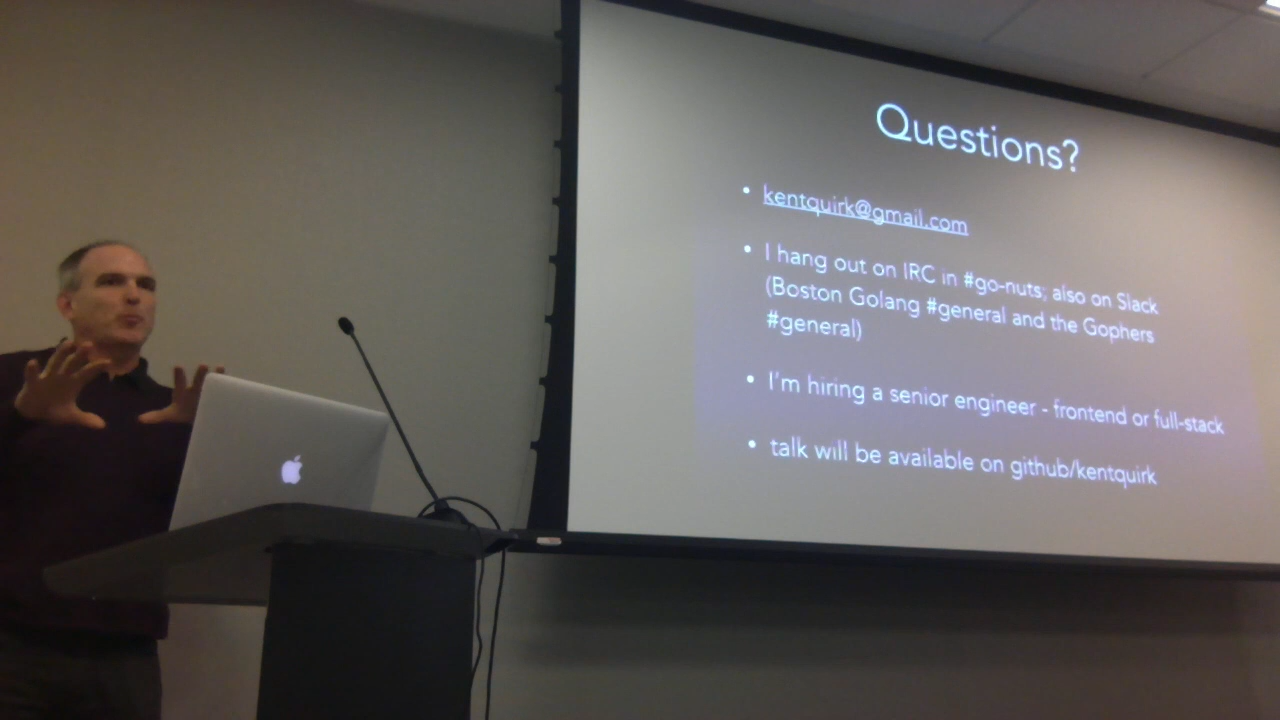 Questions?
• kentquirk@gmail.com
• I hang out on IRC in #go-nuts; also on Slack
(Boston Golang #general and the Gophers
#general)
• I'm hiring a senior engineer - frontend or full-stack
• talk will be available on github/kentquirk